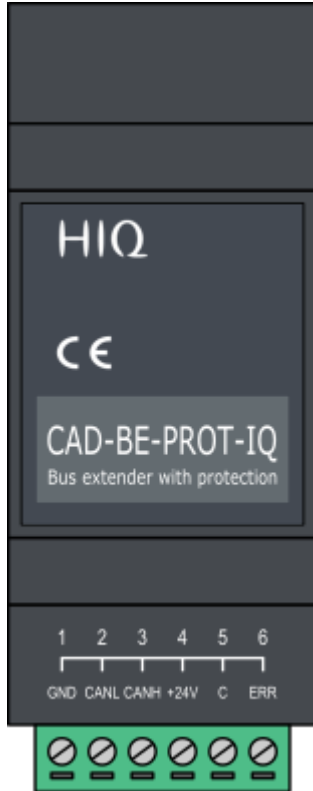 HIQ
CE
CAD-BE-PROT-IQ
Bus extender with protection
1 2 3 4 5 6
GND CANL CANH +24V C ERR